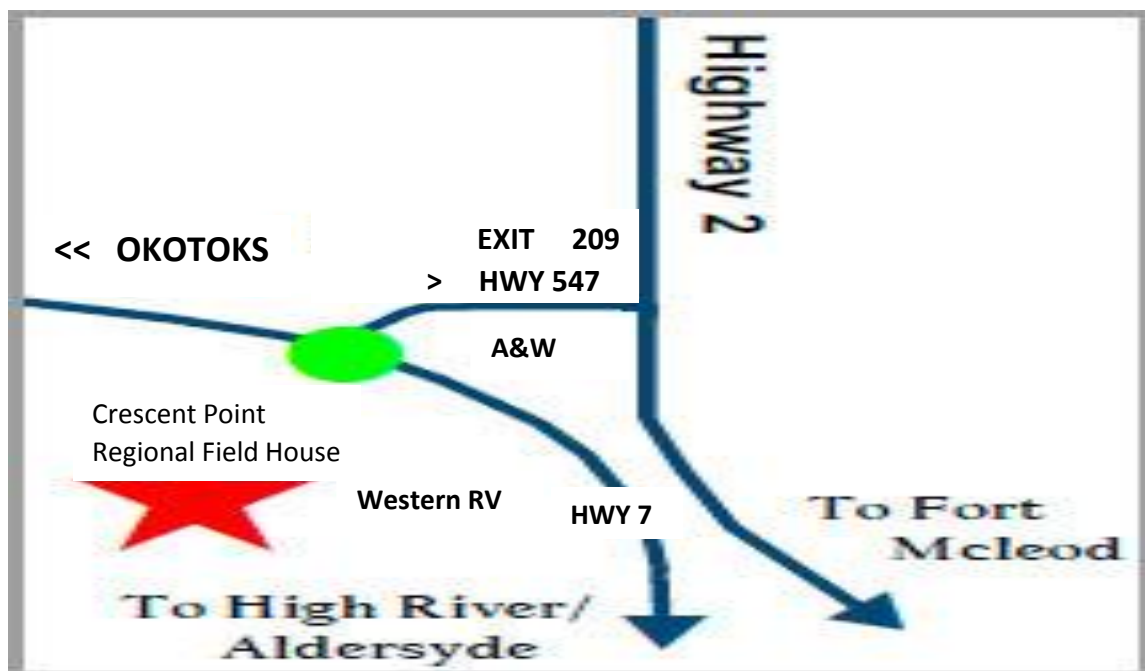 Highway 2
<< OKOTOKS
EXIT 209
> HWY 547
A&W
Crescent Point
Regional Field House
Western RV
HWY 7
To Fort
Mcleod
To High River/
Aldersyde